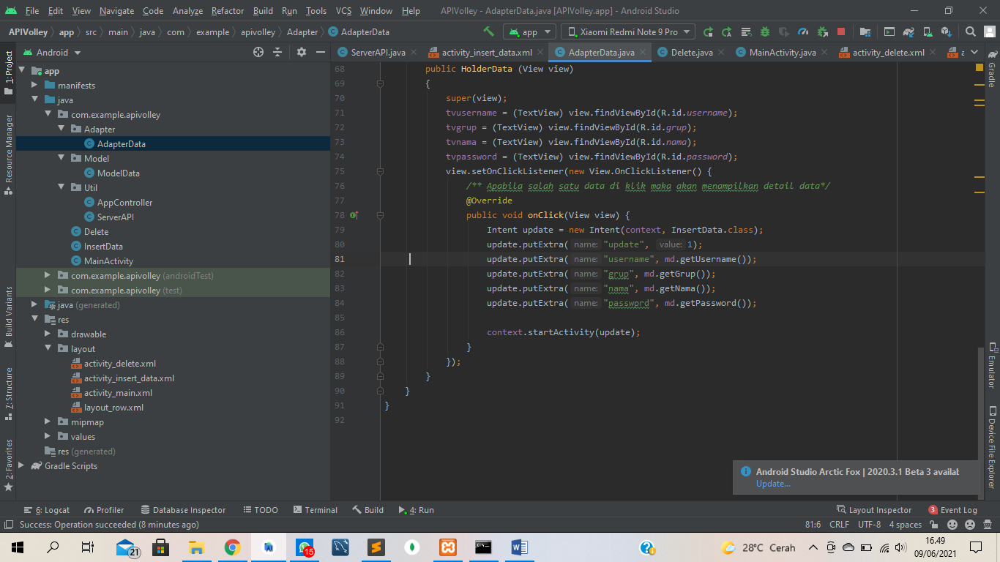 File Edit View Navigate Code Analyze Refactor Build Run Tools VCS Window Help APIVolley - AdapterData.java [APIVolley.app] - Android Studio
APIVolley app src main java com example apivolley Adapter AdapterData app Xiaomi Redmi Note 9 Pro
1: Project
Resource Manager
Build Variants
7: Structure
2: Favorites
Android
app
manifests
java
com.example.apivolley
Adapter
AdapterData
Model
ModelData
Util
AppController
ServerAPI
Delete
InsertData
MainActivity
com.example.apivolley (androidTest)
com.example.apivolley (test)
java (generated)
res
drawable
layout
activity_delete.xml
activity_insert_data.xml
activity_main.xml
layout_row.xml
mipmap
values
res (generated)
Gradle Scripts
ServerAPI.java activity_insert_data.xml AdapterData.java Delete.java MainActivity.java activity_delete.xml
68 public HolderData (View view)
69 {
70 super(view);
71 tvusername = (TextView) view.findViewById(R.id.username);
72 tvgrup = (TextView) view.findViewById(R.id.grup);
73 tvnama = (TextView) view.findViewById(R.id.nama);
74 tvpassword = (TextView) view.findViewById(R.id.password);
75 view.setOnClickListener(new View.OnClickListener() {
76 /** Apabila salah satu data di klik maka akan menampilkan detail data*/
77 @Override
78 public void onClick(View view) {
79 Intent update = new Intent(context, InsertData.class);
80 update.putExtra( name: "update", value: 1);
81 update.putExtra( name: "username", md.getUsername());
82 update.putExtra( name: "grup", md.getGrup());
83 update.putExtra( name: "nama", md.getNama());
84 update.putExtra( name: "passwprd", md.getPassword());
85
86 context.startActivity(update);
87 }
88 });
89 }
90 }
91 }
92
Gradle
Emulator
Device File Explorer
Android Studio Arctic Fox | 2020.3.1 Beta 3 availal
Update...
6: Logcat Profiler Database Inspector TODO Terminal Build 4: Run Layout Inspector 3 Event Log
Success: Operation succeeded (8 minutes ago) 81:6 CRLF UTF-8 4 spaces
21 15 28°C Cerah 16.49
09/06/2021